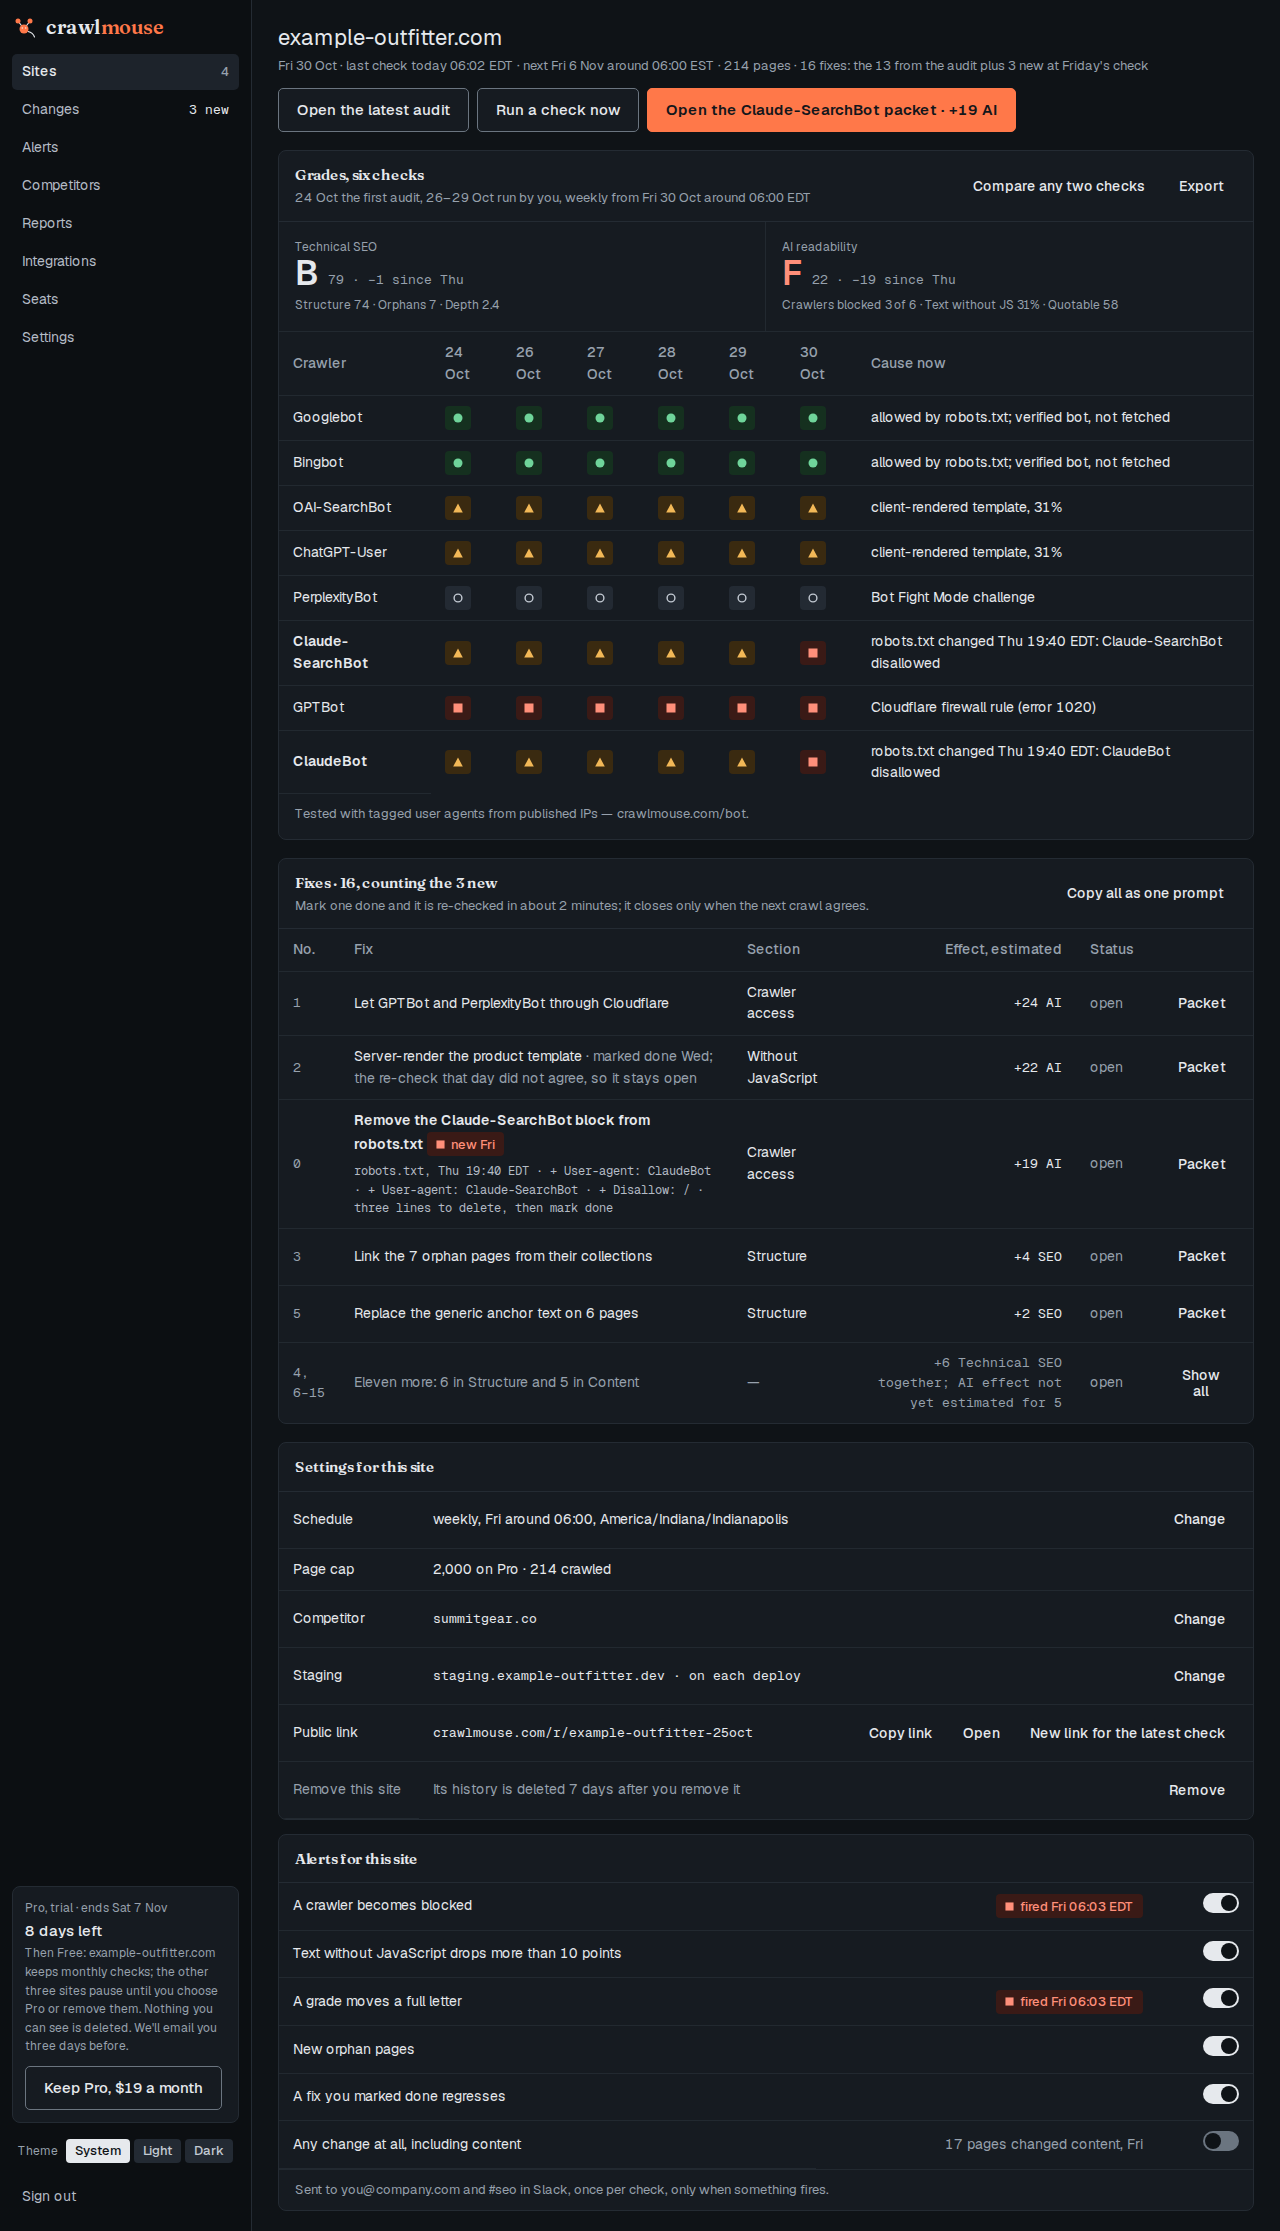 crawlmouse
Sites 4
Changes 3 new
Alerts
Competitors
Reports
Integrations
Seats
Settings
Pro, trial · ends Sat 7 Nov
8 days left
Then Free: example-outfitter.com
keeps monthly checks; the other
three sites pause until you choose
Pro or remove them. Nothing you
can see is deleted. We'll email you
three days before.
Keep Pro, $19 a month
Theme System Light Dark
Sign out
example-outfitter.com
Fri 30 Oct · last check today 06:02 EDT · next Fri 6 Nov around 06:00 EST · 214 pages · 16 fixes: the 13 from the audit plus 3 new at Friday's check
Open the latest audit Run a check now Open the Claude-SearchBot packet · +19 AI
Grades, six checks
24 Oct the first audit, 26–29 Oct run by you, weekly from Fri 30 Oct around 06:00 EDT
Compare any two checks Export
Technical SEO
B 79 · −1 since Thu
Structure 74 · Orphans 7 · Depth 2.4
AI readability
F 22 · −19 since Thu
Crawlers blocked 3 of 6 · Text without JS 31% · Quotable 58
Crawler 24 Oct 26 Oct 27 Oct 28 Oct 29 Oct 30 Oct Cause now
Googlebot allowed by robots.txt; verified bot, not fetched
Bingbot allowed by robots.txt; verified bot, not fetched
OAI-SearchBot client-rendered template, 31%
ChatGPT-User client-rendered template, 31%
PerplexityBot Bot Fight Mode challenge
Claude-SearchBot robots.txt changed Thu 19:40 EDT: Claude-SearchBot disallowed
GPTBot Cloudflare firewall rule (error 1020)
ClaudeBot robots.txt changed Thu 19:40 EDT: ClaudeBot disallowed
Tested with tagged user agents from published IPs — crawlmouse.com/bot.
Fixes · 16, counting the 3 new
Mark one done and it is re-checked in about 2 minutes; it closes only when the next crawl agrees.
Copy all as one prompt
No. Fix Section Effect, estimated Status
1 Let GPTBot and PerplexityBot through Cloudflare Crawler access +24 AI open Packet
2 Server-render the product template · marked done Wed; the re-check that day did not agree, so it stays open Without JavaScript +22 AI open Packet
0 Remove the Claude-SearchBot block from robots.txt new Fri
robots.txt, Thu 19:40 EDT · + User-agent: ClaudeBot
· + User-agent: Claude-SearchBot · + Disallow: / ·
three lines to delete, then mark done
Crawler access +19 AI open Packet
3 Link the 7 orphan pages from their collections Structure +4 SEO open Packet
5 Replace the generic anchor text on 6 pages Structure +2 SEO open Packet
4, 6–15 Eleven more: 6 in Structure and 5 in Content — +6 Technical SEO together; AI effect not yet estimated for 5 open Show all
Settings for this site
Schedule weekly, Fri around 06:00, America/Indiana/Indianapolis Change
Page cap 2,000 on Pro · 214 crawled
Competitor summitgear.co Change
Staging staging.example-outfitter.dev · on each deploy Change
Public link crawlmouse.com/r/example-outfitter-25oct Copy link Open New link for the latest check
Remove this site Its history is deleted 7 days after you remove it Remove
Alerts for this site
A crawler becomes blocked fired Fri 06:03 EDT
Text without JavaScript drops more than 10 points
A grade moves a full letter fired Fri 06:03 EDT
New orphan pages
A fix you marked done regresses
Any change at all, including content 17 pages changed content, Fri
Sent to you@company.com and #seo in Slack, once per check, only when something fires.